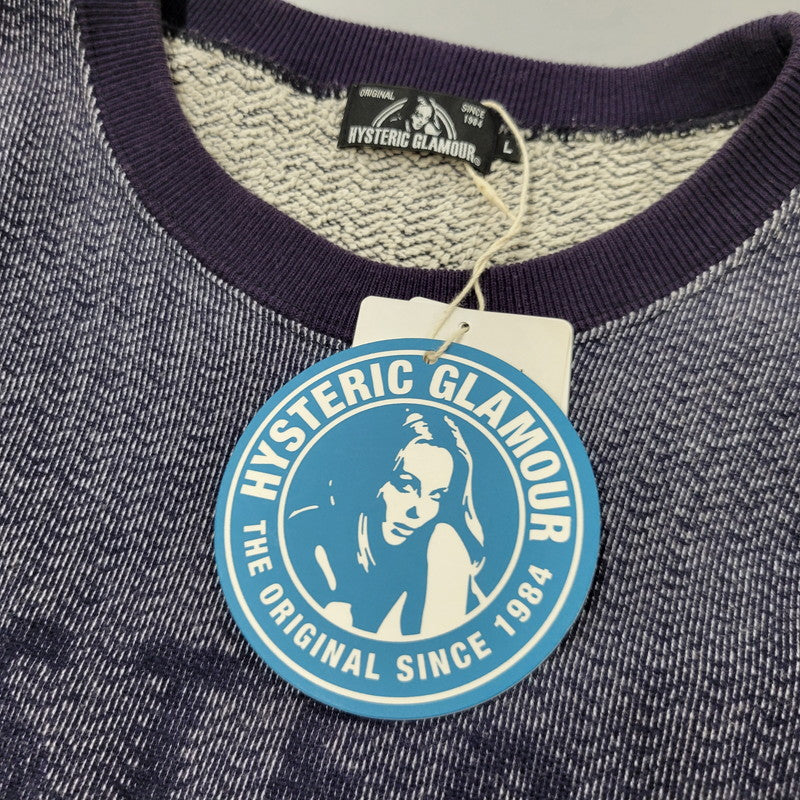 ORIGINAL SINCE 1984
HYSTERIC GLAMOUR®
L
HYSTERIC GLAMOUR
THE ORIGINAL SINCE 1984